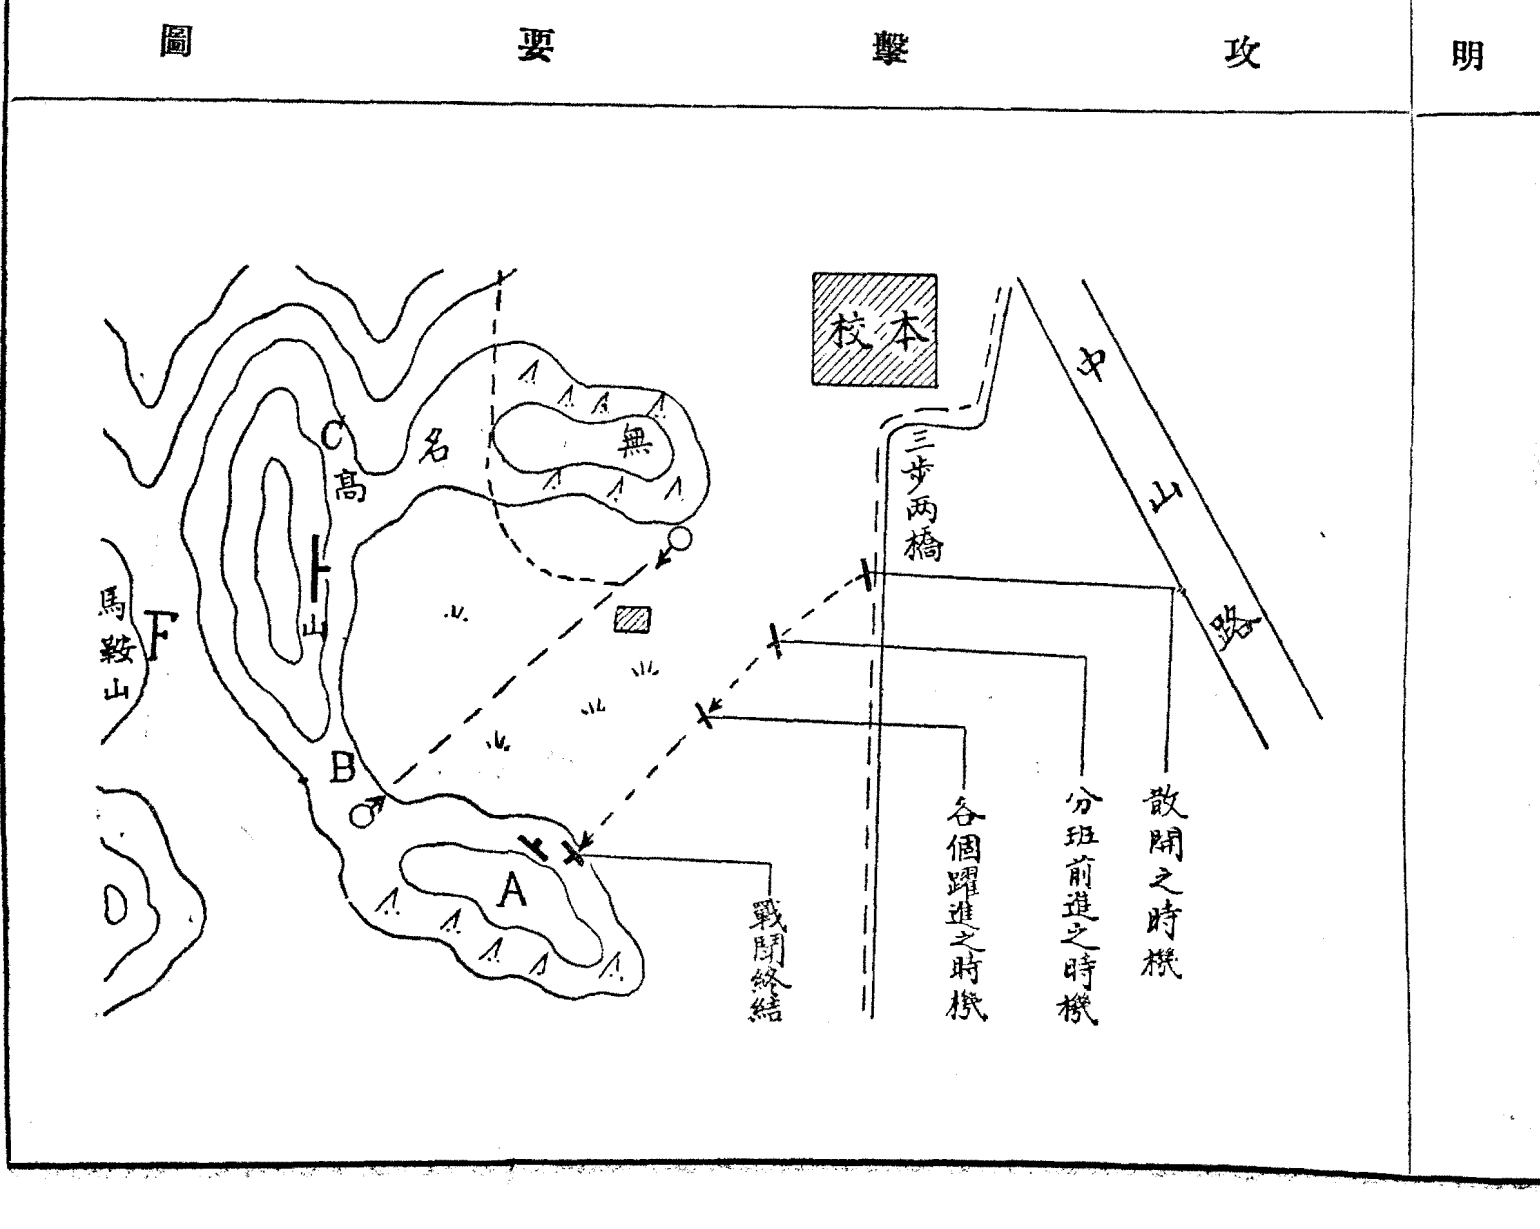 明
攻擊要圖
本校
中山路
三步两橋
無名高山
C
馬鞍山
F
B
A
散開之時機
分班前進之時機
各個躍進之時機
戰鬪終結